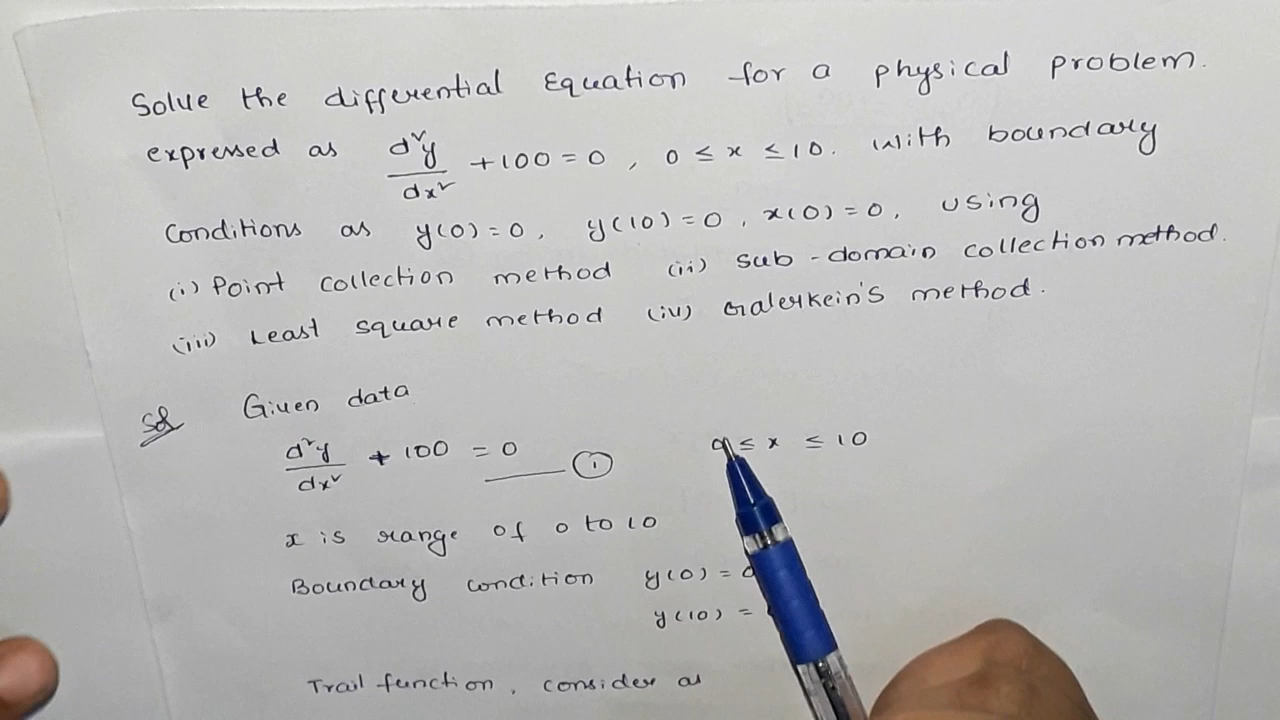 Solve the differential Equation for a physical problem.
expressed as d²y/dx² +100 = 0 , 0 ≤ x ≤ 10. With boundary
Conditions as y(0) = 0, y(10) = 0, x(0) = 0, using
(i) Point collection method (ii) Sub-domain collection method.
(iii) Least square method (iv) Galerkein's method.
Sol Given data
d²y/dx² + 100 = 0 ——— ① 0 ≤ x ≤ 10
x is range of 0 to 10
Boundary condition y(0) = 0
y(10) =
Trail function, consider as